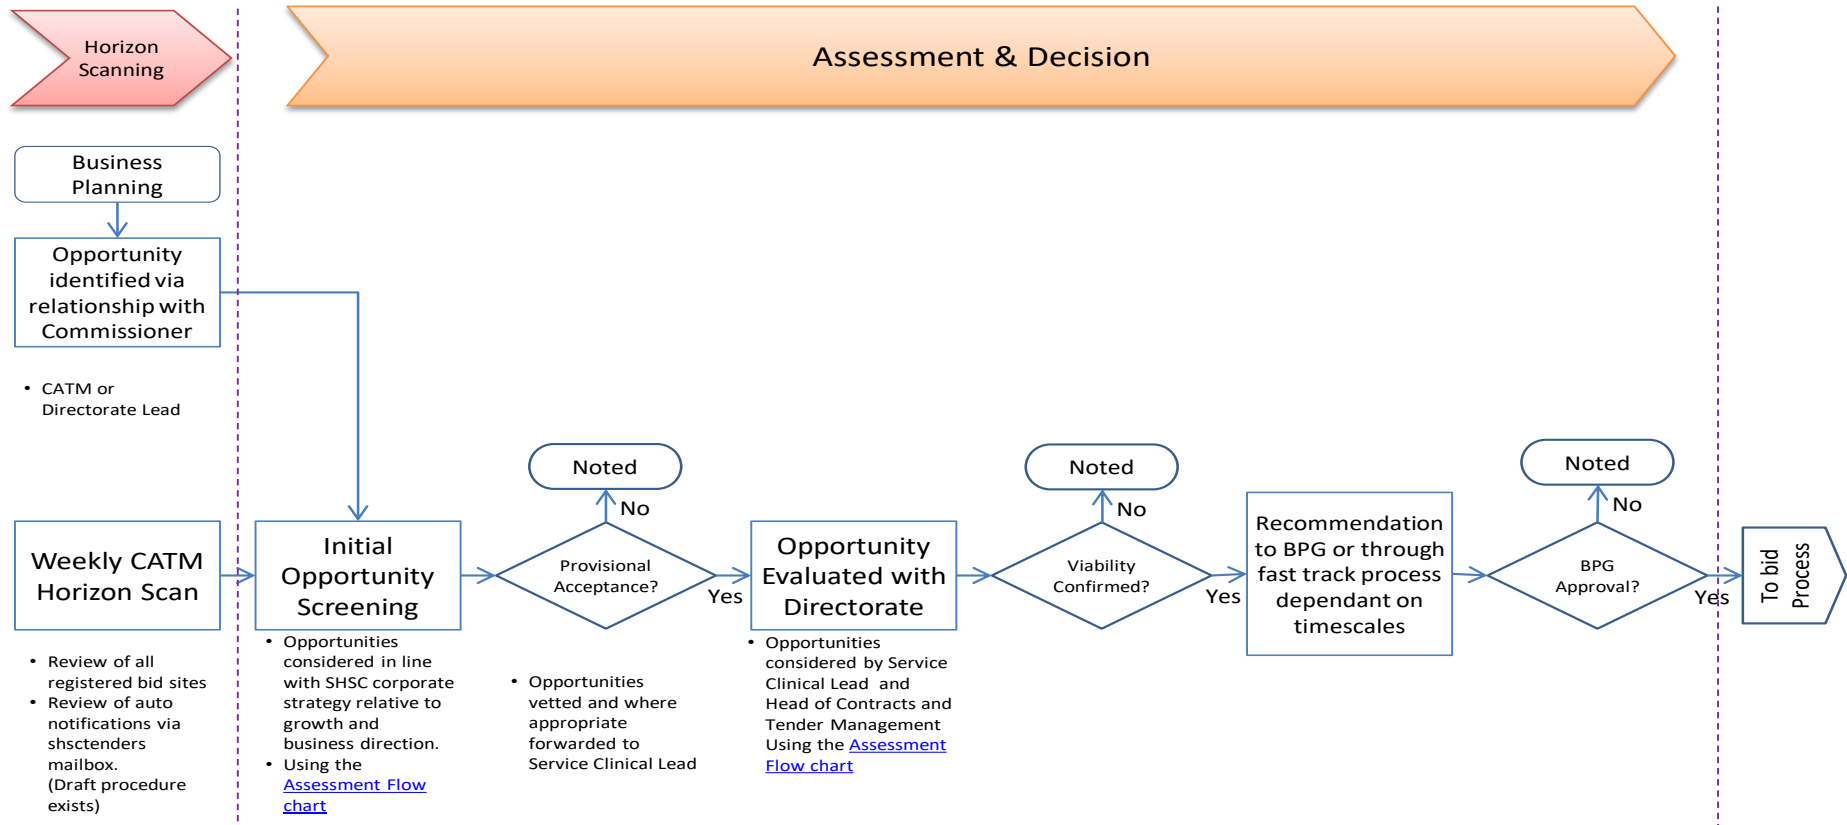 Horizon
Scanning
Assessment & Decision
Business
Planning
Opportunity
identified via
relationship with
Commissioner
• CATM or
Directorate Lead
Weekly CATM
Horizon Scan
• Review of all
registered bid sites
• Review of auto
notifications via
shsctenders
mailbox.
(Draft procedure
exists)
Initial
Opportunity
Screening
• Opportunities
considered in line
with SHSC corporate
strategy relative to
growth and
business direction.
• Using the
Assessment Flow
chart
Noted
No
Provisional
Acceptance?
Yes
• Opportunities
vetted and where
appropriate
forwarded to
Service Clinical Lead
Opportunity
Evaluated with
Directorate
• Opportunities
considered by Service
Clinical Lead and
Head of Contracts and
Tender Management
Using the Assessment
Flow chart
Noted
No
Viability
Confirmed?
Yes
Recommendation
to BPG or through
fast track process
dependant on
timescales
Noted
No
BPG
Approval?
Yes
To bid
Process